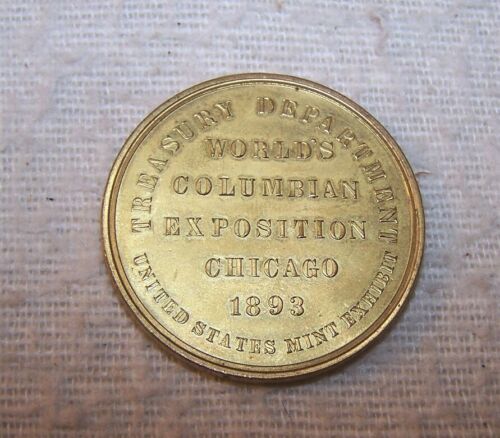 TREASURY DEPARTMENT
WORLD'S
COLUMBIAN
EXPOSITION
CHICAGO
1893
UNITED STATES MINT EXHIBIT